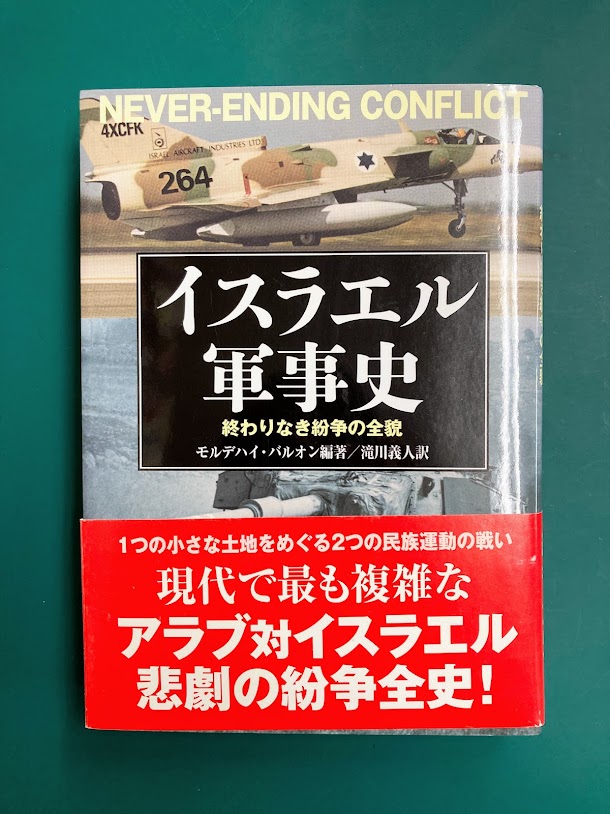 NEVER-ENDING CONFLICT
4XCFK
ISRAEL AIRCRAFT INDUSTRIES LTD.
264
イスラエル
軍事史
終わりなき紛争の全貌
モルデハイ・バルオン編著／滝川義人訳
1つの小さな土地をめぐる2つの民族運動の戦い
現代で最も複雑な
アラブ対イスラエル
悲劇の紛争全史！